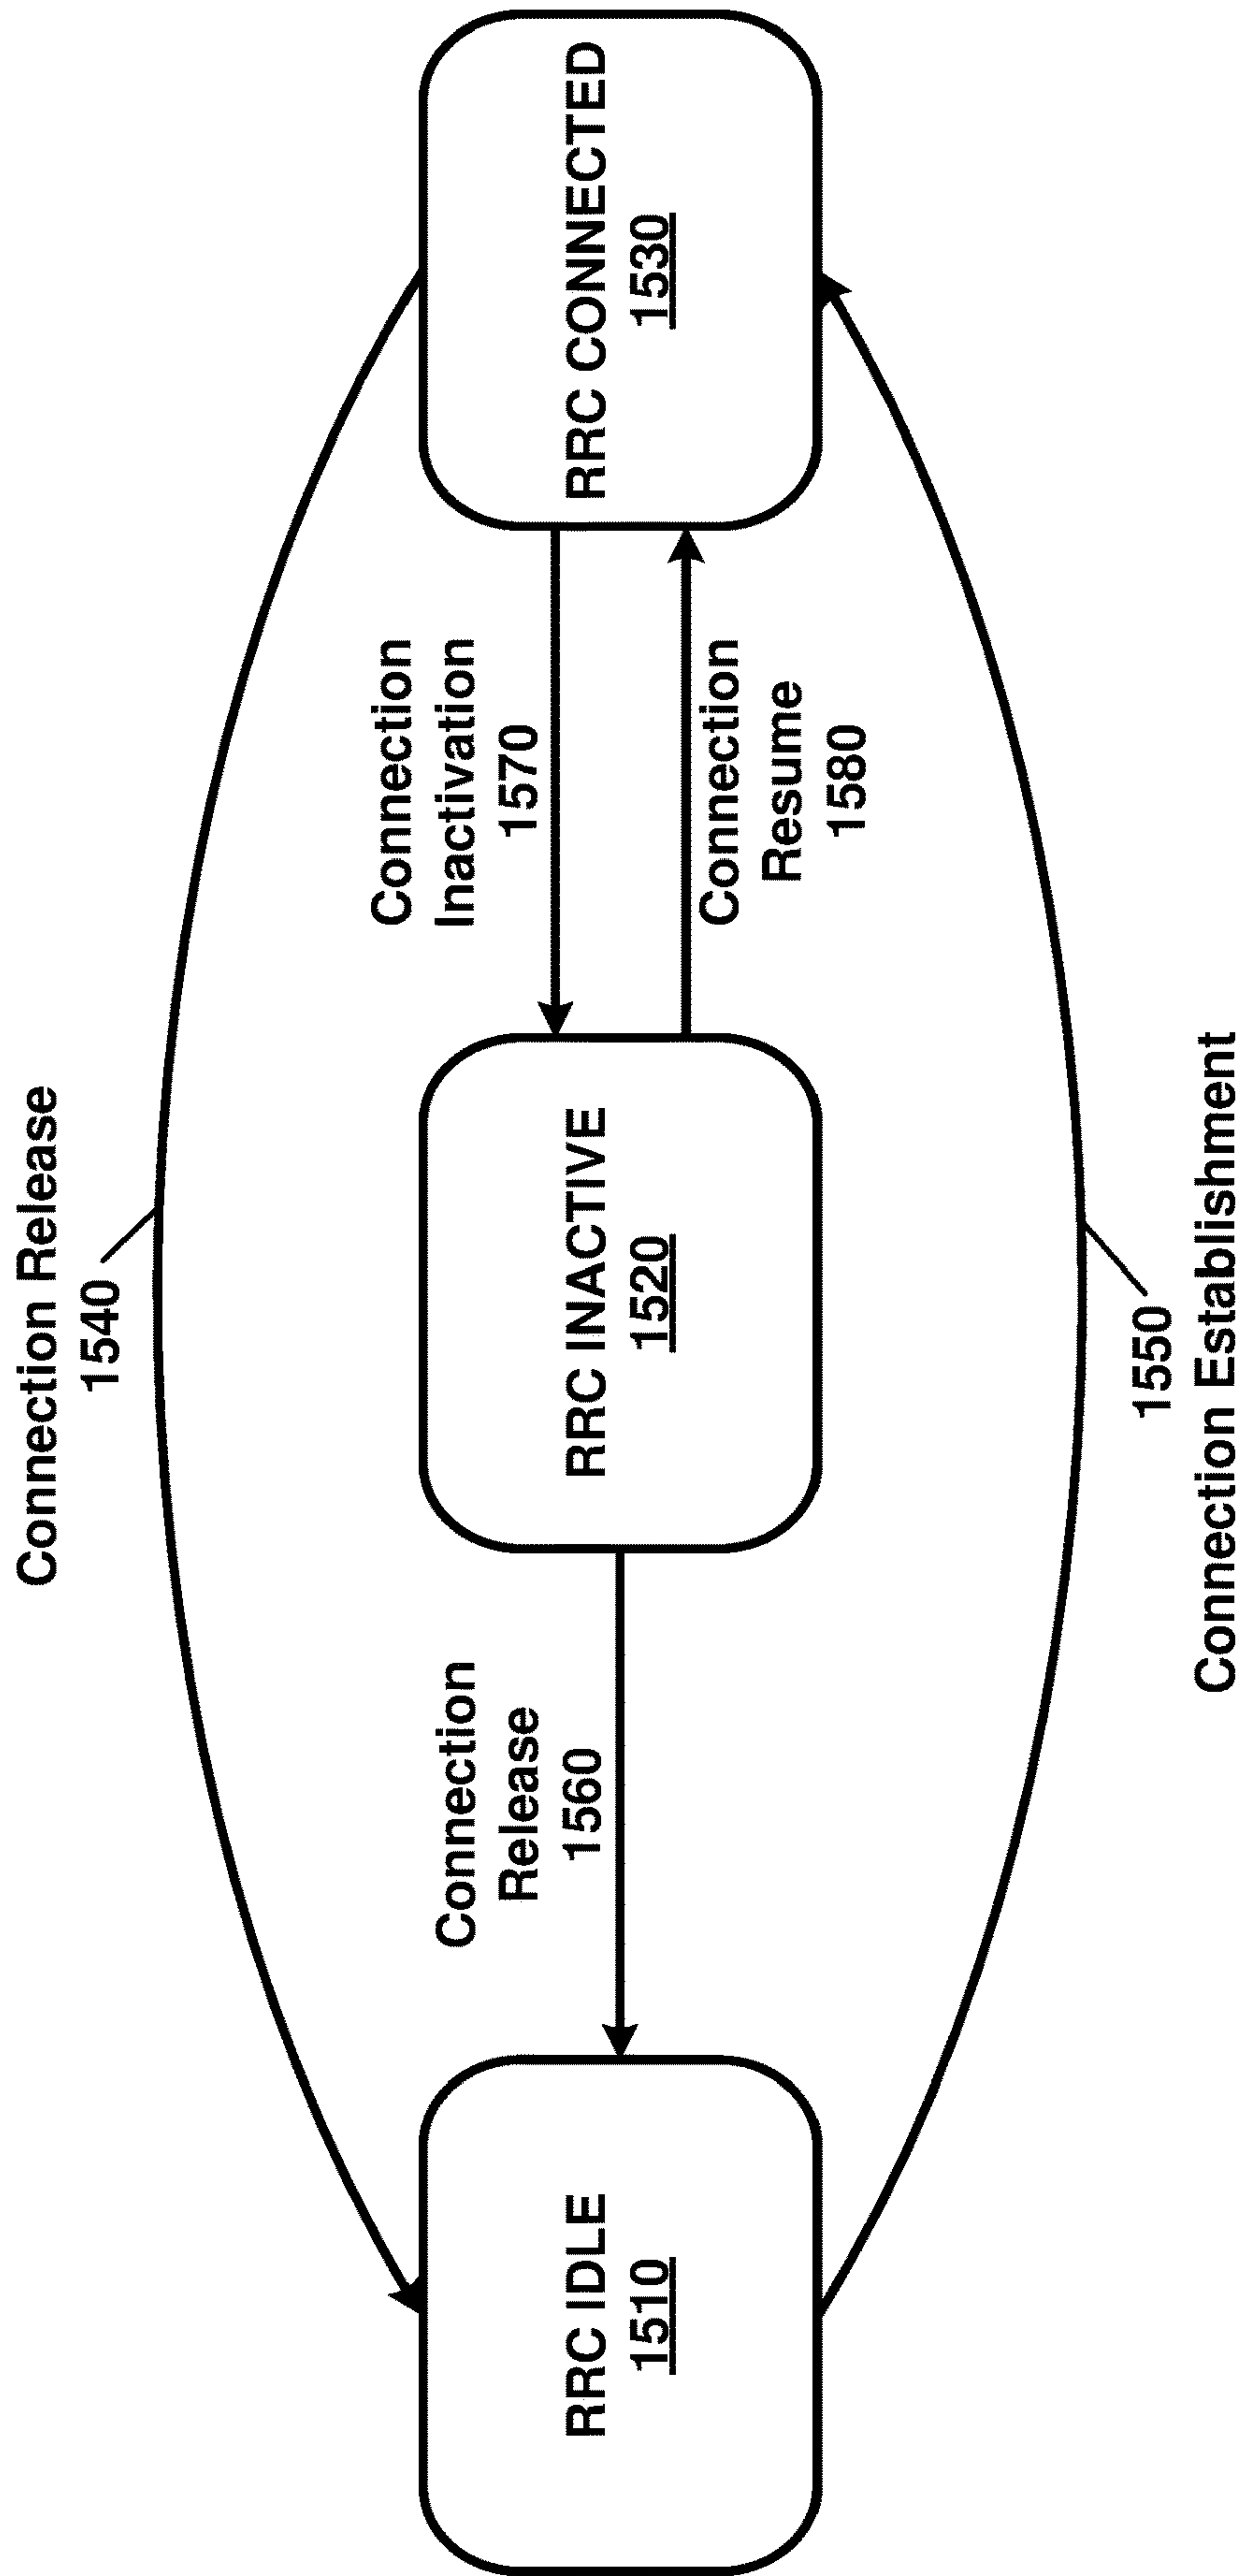 Connection Release
1540
RRC IDLE
1510
Connection
Release
1560
RRC INACTIVE
1520
Connection
Inactivation
1570
Connection
Resume
1580
RRC CONNECTED
1530
1550
Connection Establishment